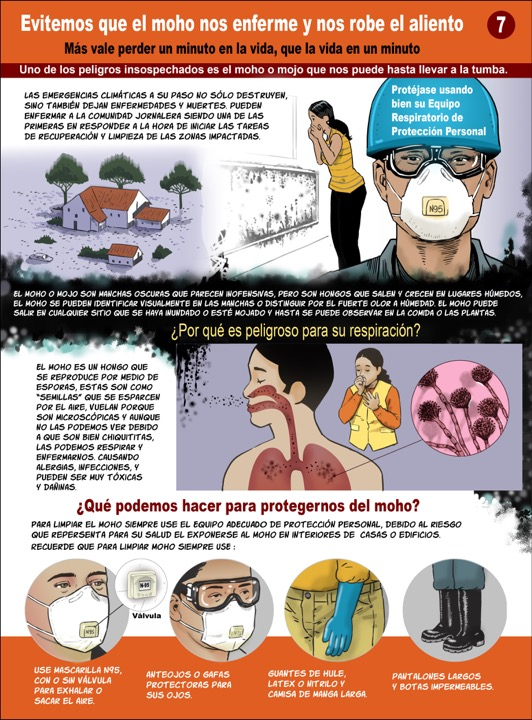 Evitemos que el moho nos enferme y nos robe el aliento
7
Más vale perder un minuto en la vida, que la vida en un minuto
Uno de los peligros insospechados es el moho o mojo que nos puede hasta llevar a la tumba.
LAS EMERGENCIAS CLIMÁTICAS A SU PASO NO SÓLO DESTRUYEN,
SINO TAMBIÉN DEJAN ENFERMEDADES Y MUERTES. PUEDEN
ENFERMAR A LA COMUNIDAD JORNALERA SIENDO UNA DE LAS
PRIMERAS EN RESPONDER A LA HORA DE INICIAR LAS TAREAS
DE RECUPERACIÓN Y LIMPIEZA DE LAS ZONAS IMPACTADAS.
Protéjase usando
bien su Equipo
Respiratorio de
Protección Personal
N95
EL MOHO O MOJO SON MANCHAS OSCURAS QUE PARECEN INOFENSIVAS, PERO SON HONGOS QUE SALEN Y CRECEN EN LUGARES HÚMEDOS,
EL MOHO SE PUEDEN IDENTIFICAR VISUALMENTE EN LAS MANCHAS O DISTINGUIR POR EL FUERTE OLOR A HÚMEDAD. EL MOHO PUEDE
SALIR EN CUALQUIER SITIO QUE SE HAYA INUNDADO O ESTÉ MOJADO Y HASTA SE PUEDE OBSERVAR EN LA COMIDA O LAS PLANTAS.
¿Por qué es peligroso para su respiración?
EL MOHO ES UN HONGO QUE
SE REPRODUCE POR MEDIO DE
ESPORAS, ESTAS SON COMO
"SEMILLAS" QUE SE ESPARCEN
POR EL AIRE, VUELAN PORQUE
SON MICROSCÓPICAS Y AUNQUE
NO LAS PODEMOS VER DEBIDO
A QUE SON BIEN CHIQUITITAS,
LAS PODEMOS RESPIRAR Y
ENFERMARNOS. CAUSANDO
ALERGIAS, INFECCIONES, Y
PUEDEN SER MUY TÓXICAS
Y DAÑINAS.
¿Qué podemos hacer para protegernos del moho?
PARA LIMPIAR EL MOHO SIEMPRE USE EL EQUIPO ADECUADO DE PROTECCIÓN PERSONAL, DEBIDO AL RIESGO
QUE REPERSENTA PARA SU SALUD EL EXPONERSE AL MOHO EN INTERIORES DE CASAS O EDIFICIOS.
RECUERDE QUE PARA LIMPIAR MOHO SIEMPRE USE :
N95
N-95
Válvula
N95
USE MASCARILLA N95,
CON O SIN VÁLVULA
PARA EXHALAR O
SACAR EL AIRE.
ANTEOJOS O GAFAS
PROTECTORAS PARA
SUS OJOS.
GUANTES DE HULE,
LATEX O NITRILO Y
CAMISA DE MANGA LARGA.
PANTALONES LARGOS
Y BOTAS IMPERMEABLES.